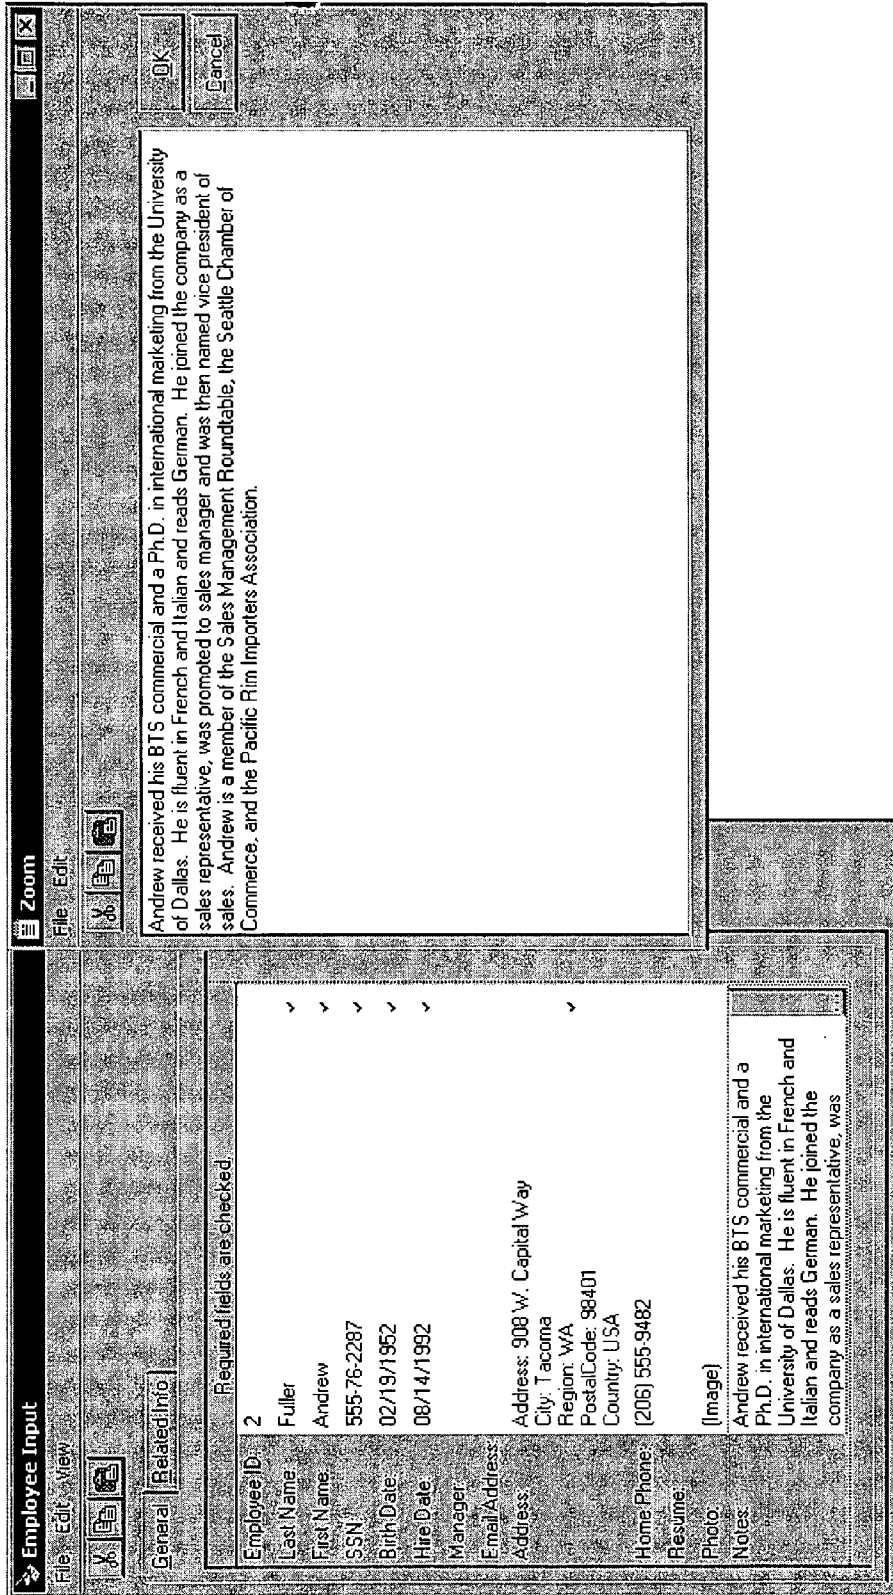 Employee Input
File Edit View
General Related Info
Required fields are checked.
Employee ID: 2
Last Name: Fuller ✓
First Name: Andrew ✓
SSN: 555-76-2287 ✓
Birth Date: 02/19/1952 ✓
Hire Date: 08/14/1992 ✓
Manager:
Email Address:
Address: Address: 908 W. Capital Way
City: Tacoma
Region: WA ✓
PostalCode: 98401
Country: USA
Home Phone: (206) 555-9482
Resume:
Photo: (Image)
Notes: Andrew received his BTS commercial and a
Ph.D. in international marketing from the
University of Dallas. He is fluent in French and
Italian and reads German. He joined the
company as a sales representative, was
...
Zoom
File Edit
Andrew received his BTS commercial and a Ph.D. in international marketing from the University
of Dallas. He is fluent in French and Italian and reads German. He joined the company as a
sales representative, was promoted to sales manager and was then named vice president of
sales. Andrew is a member of the Sales Management Roundtable, the Seattle Chamber of
Commerce, and the Pacific Rim Importers Association.
OK
Cancel